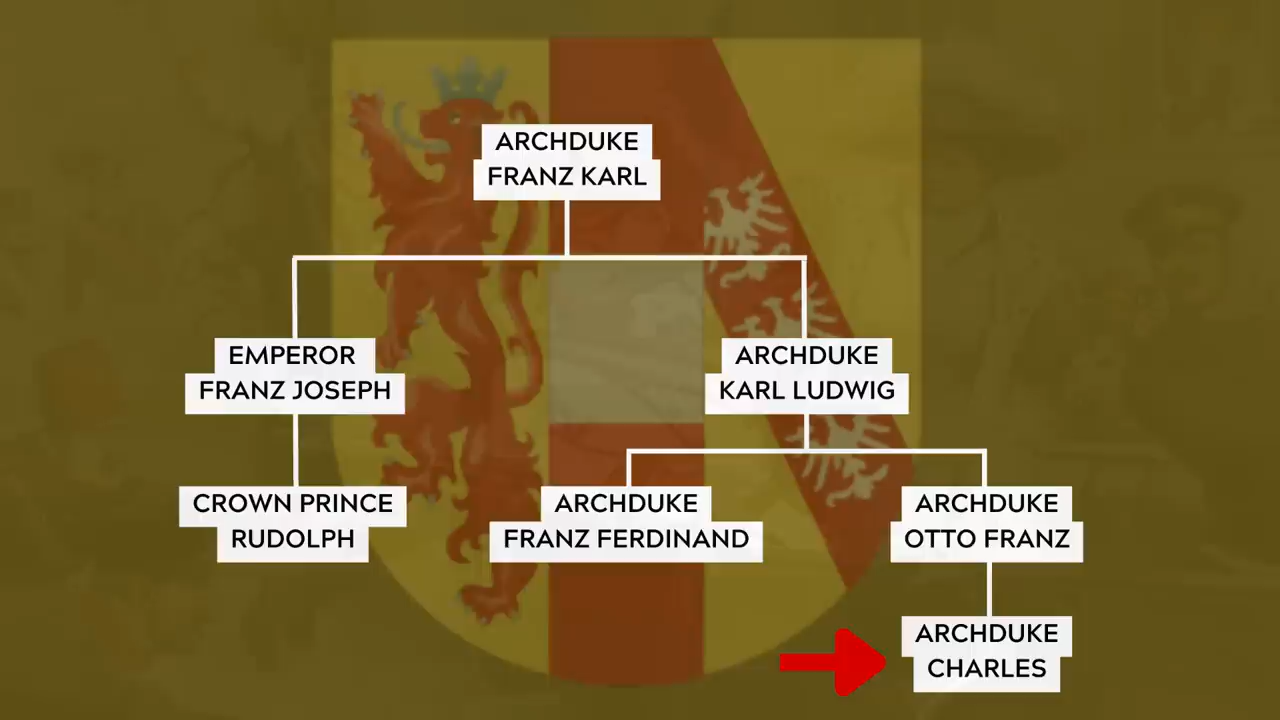 ARCHDUKE
FRANZ KARL
EMPEROR
FRANZ JOSEPH
ARCHDUKE
KARL LUDWIG
CROWN PRINCE
RUDOLPH
ARCHDUKE
FRANZ FERDINAND
ARCHDUKE
OTTO FRANZ
ARCHDUKE
CHARLES